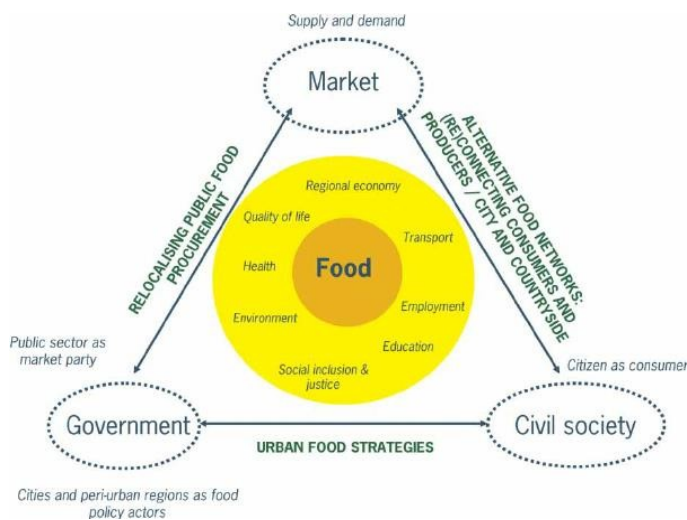 Supply and demand
Market
RELOCALISING PUBLIC FOOD
PROCUREMENT
ALTERNATIVE FOOD NETWORKS:
(RE)CONNECTING CONSUMERS AND
PRODUCERS / CITY AND COUNTRYSIDE
Regional economy
Quality of life
Transport
Health
Food
Employment
Environment
Education
Social inclusion &
justice
Public sector as
market party
Citizen as consumer
Government
Civil society
URBAN FOOD STRATEGIES
Cities and peri-urban regions as food
policy actors